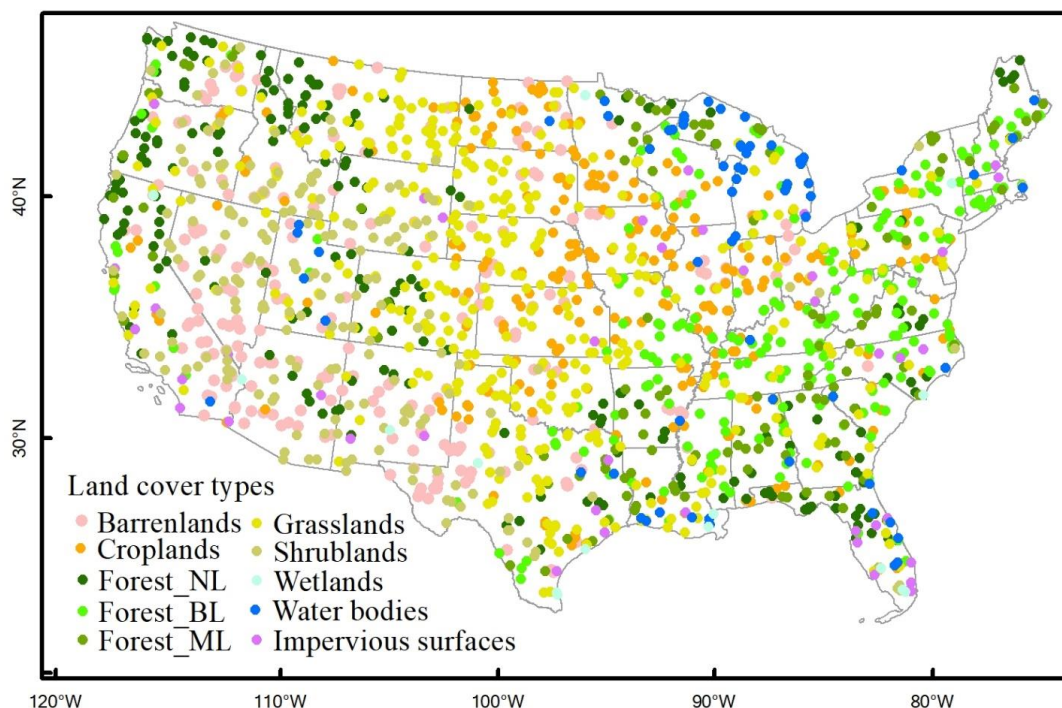 40°N
30°N
Land cover types
Barrenlands Grasslands
Croplands Shrublands
Forest_NL Wetlands
Forest_BL Water bodies
Forest_ML Impervious surfaces
120°W 110°W 100°W 90°W 80°W